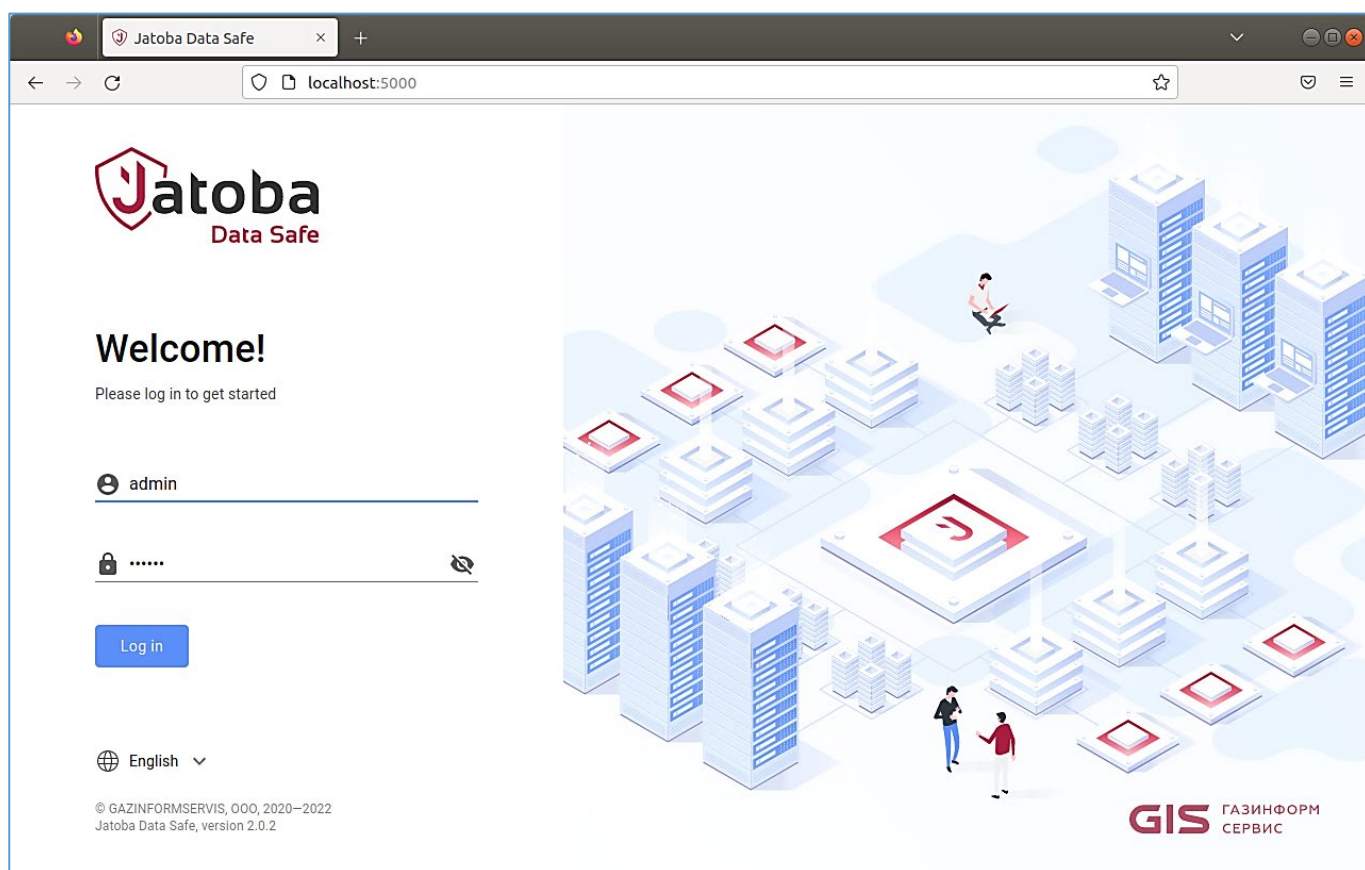 Jatoba Data Safe
localhost:5000
Jatoba
Data Safe
Welcome!
Please log in to get started
admin
••••••
Log in
English
© GAZINFORMSERVIS, OOO, 2020—2022
Jatoba Data Safe, version 2.0.2
GIS ГАЗИНФОРМ
СЕРВИС